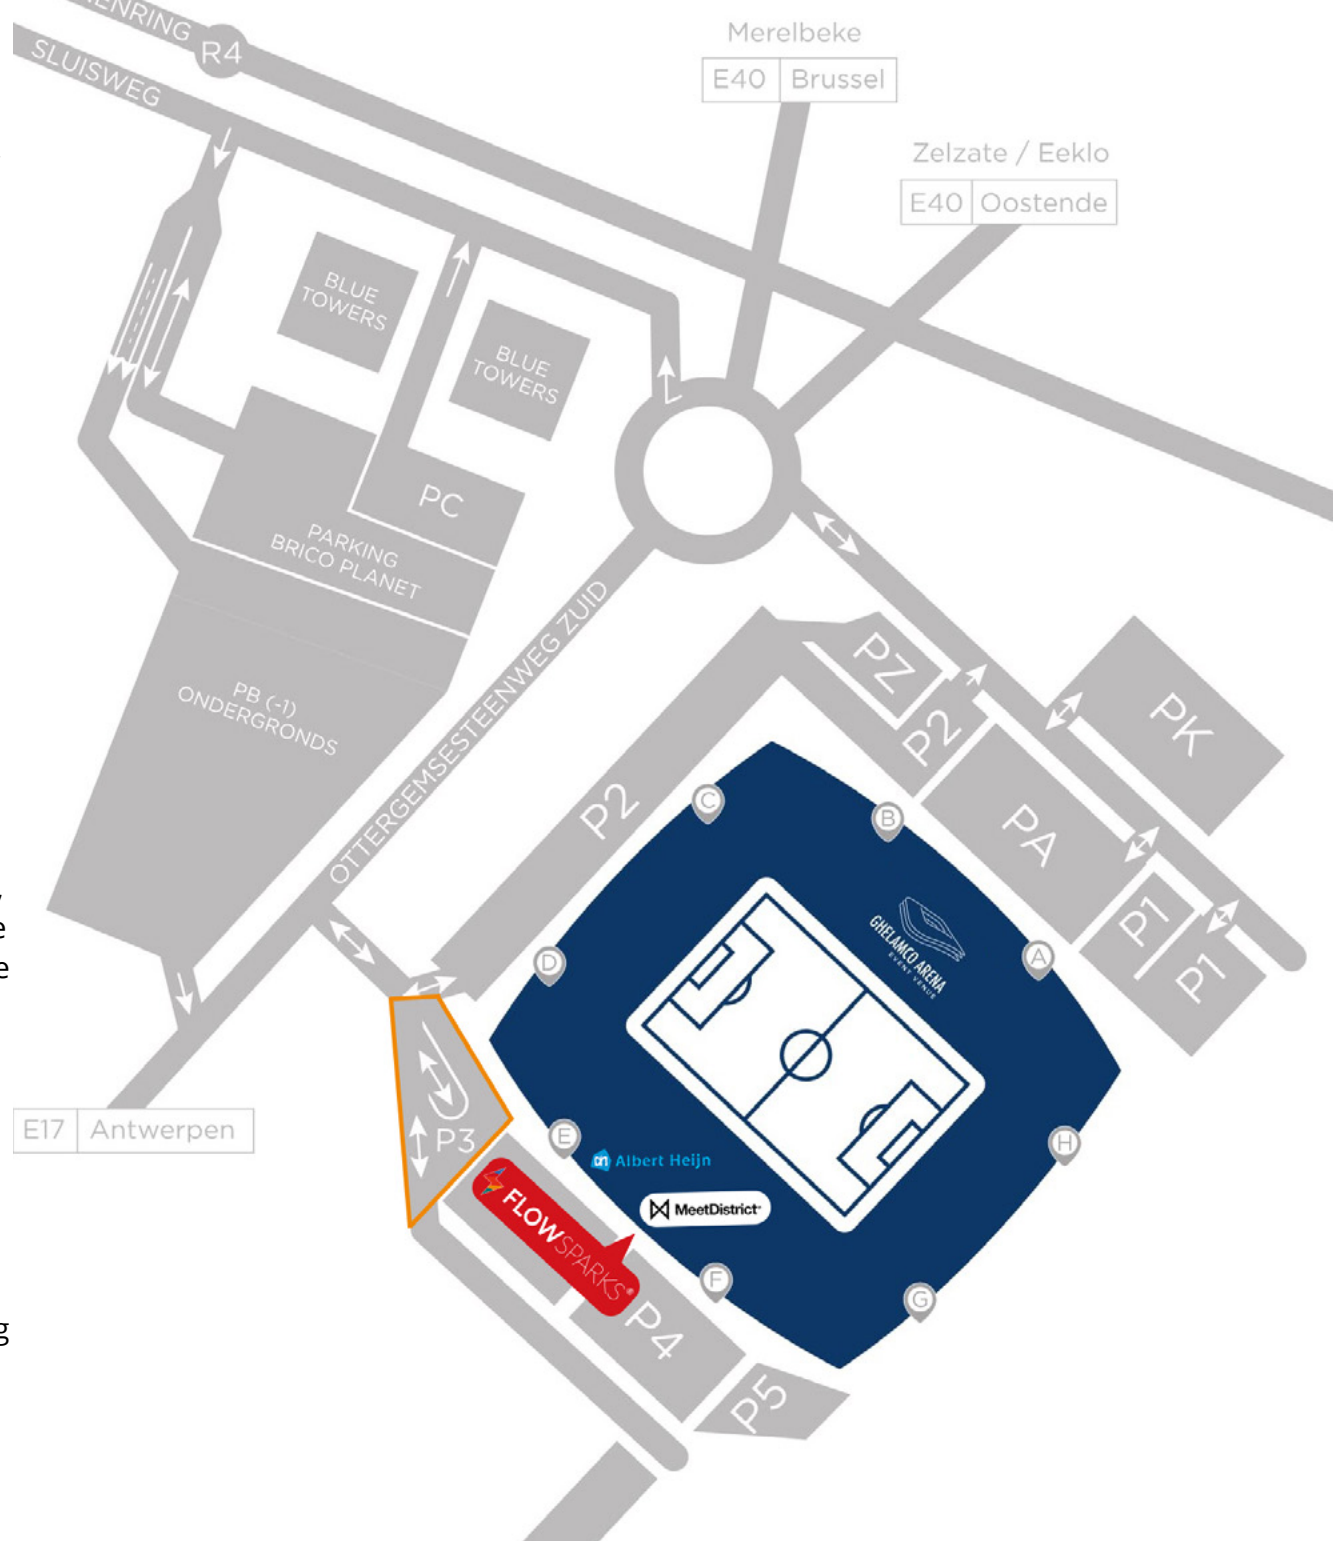 ENRING
R4
SLUISWEG
Merelbeke
E40 Brussel
Zelzate / Eeklo
E40 Oostende
BLUE
TOWERS
BLUE
TOWERS
PC
PARKING
BRICO PLANET
PB (-1)
ONDERGRONDS
OTTERGEMSESTEENWEG ZUID
PZ
P2
PK
P2
PA
P1
P1
C
B
GHELAMCO ARENA
EVENT VENUE
A
D
e
e
E17 Antwerpen
P3
E
Albert Heijn
H
MeetDistrict
FLOWSPARKS®
F
G
P4
g
P5